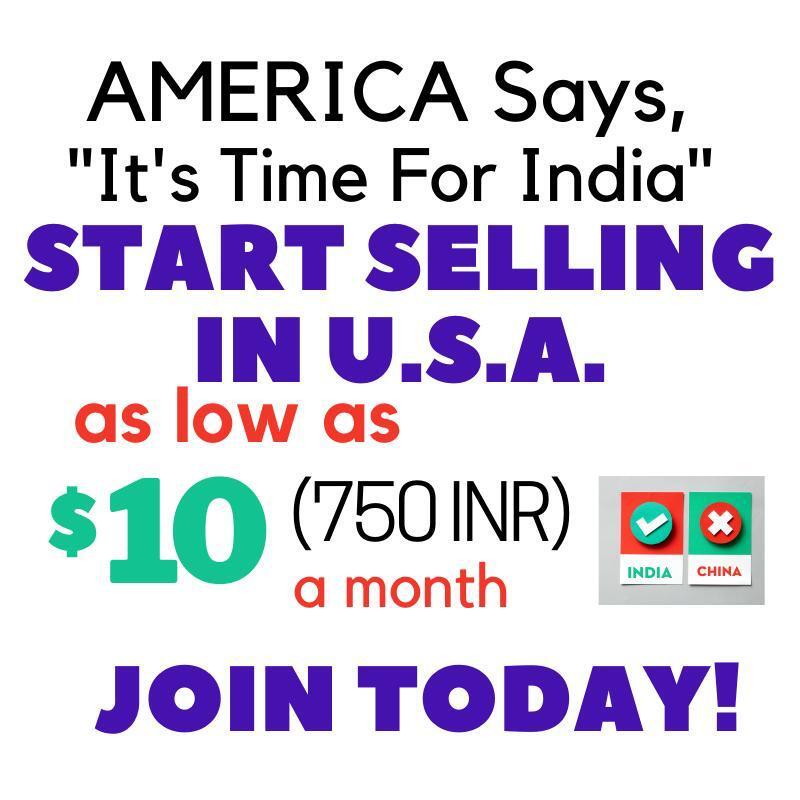 AMERICA Says,
"It's Time For India"
START SELLING
IN U.S.A.
as low as
$10 (750 INR)
a month
INDIA CHINA
JOIN TODAY!